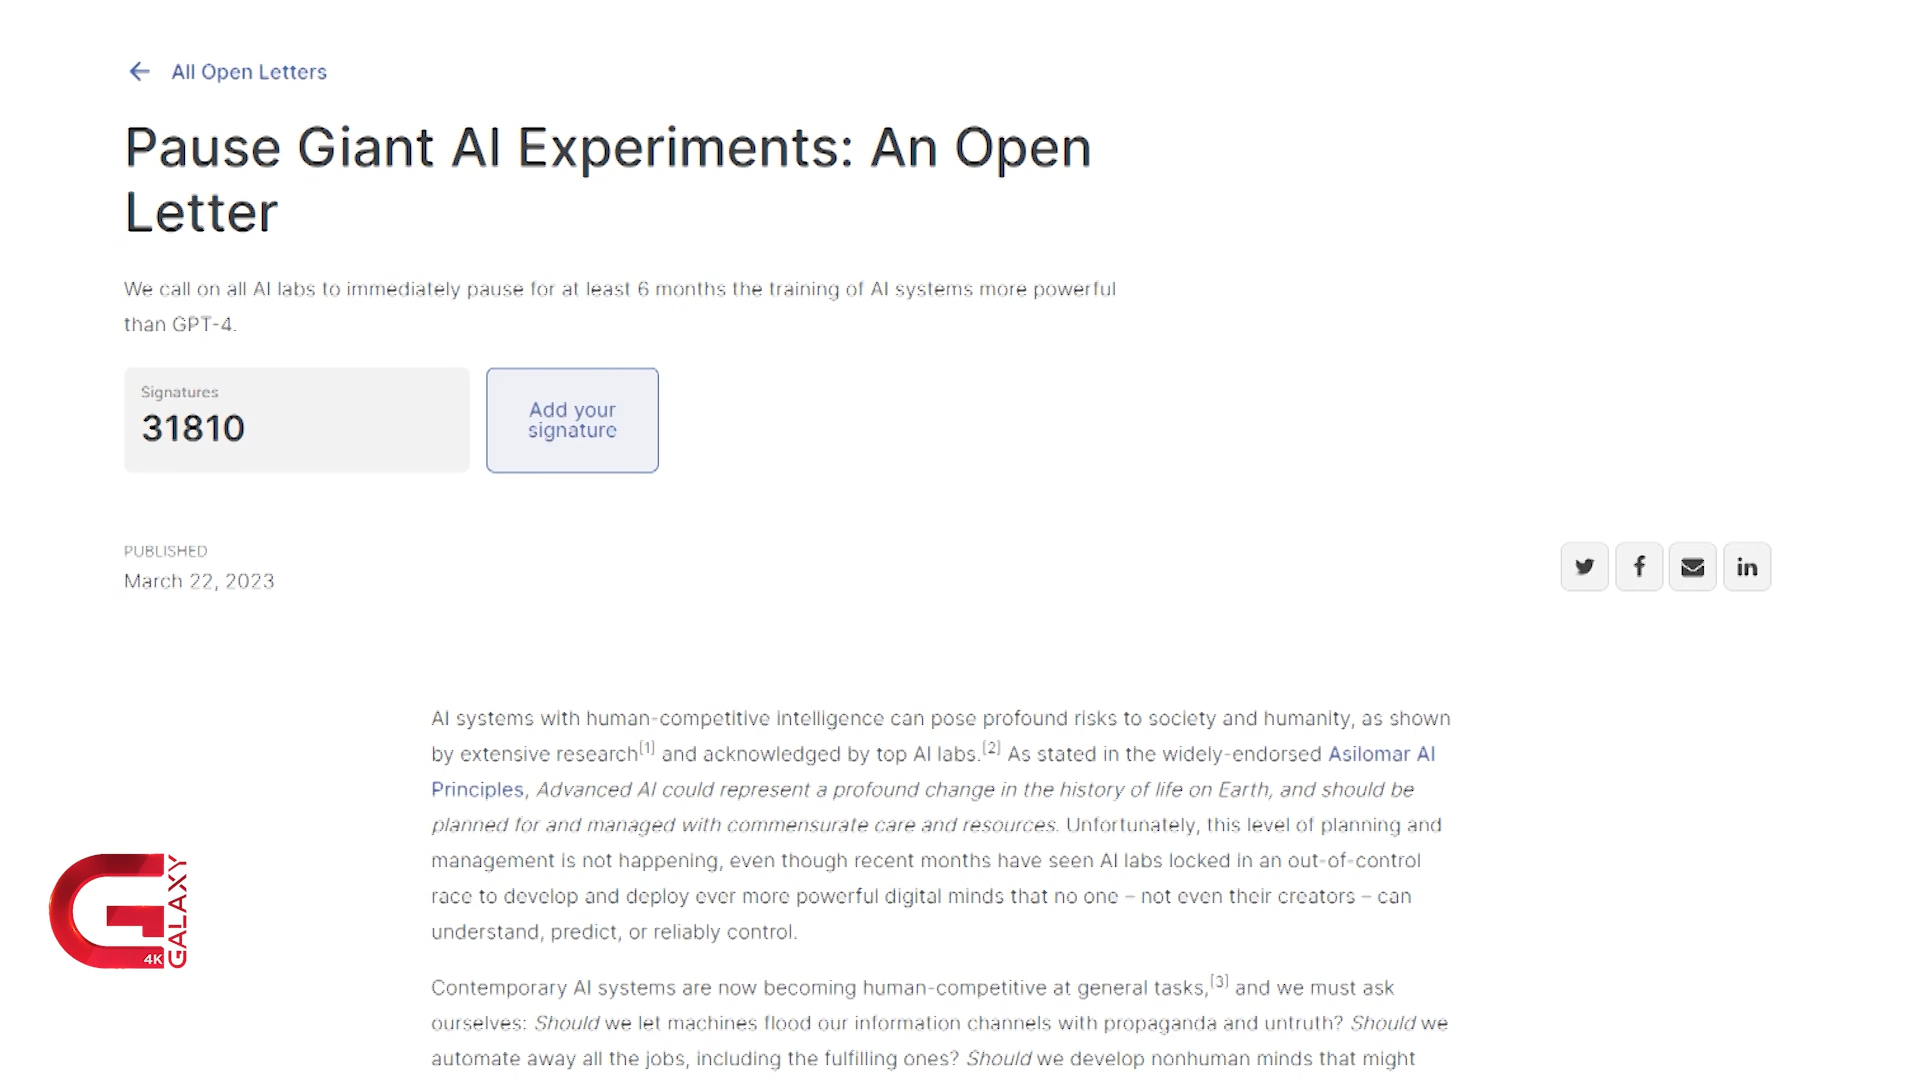 All Open Letters
Pause Giant AI Experiments: An Open
Letter
We call on all AI labs to immediately pause for at least 6 months the training of AI systems more powerful
than GPT-4.
Signatures
31810
Add your
signature
PUBLISHED
March 22, 2023
AI systems with human-competitive intelligence can pose profound risks to society and humanity, as shown
by extensive research[1] and acknowledged by top AI labs.[2] As stated in the widely-endorsed Asilomar AI
Principles, Advanced AI could represent a profound change in the history of life on Earth, and should be
planned for and managed with commensurate care and resources. Unfortunately, this level of planning and
management is not happening, even though recent months have seen AI labs locked in an out-of-control
race to develop and deploy ever more powerful digital minds that no one – not even their creators – can
understand, predict, or reliably control.
Contemporary AI systems are now becoming human-competitive at general tasks,[3] and we must ask
ourselves: Should we let machines flood our information channels with propaganda and untruth? Should we
automate away all the jobs, including the fulfilling ones? Should we develop nonhuman minds that might
G GALAXY
4K